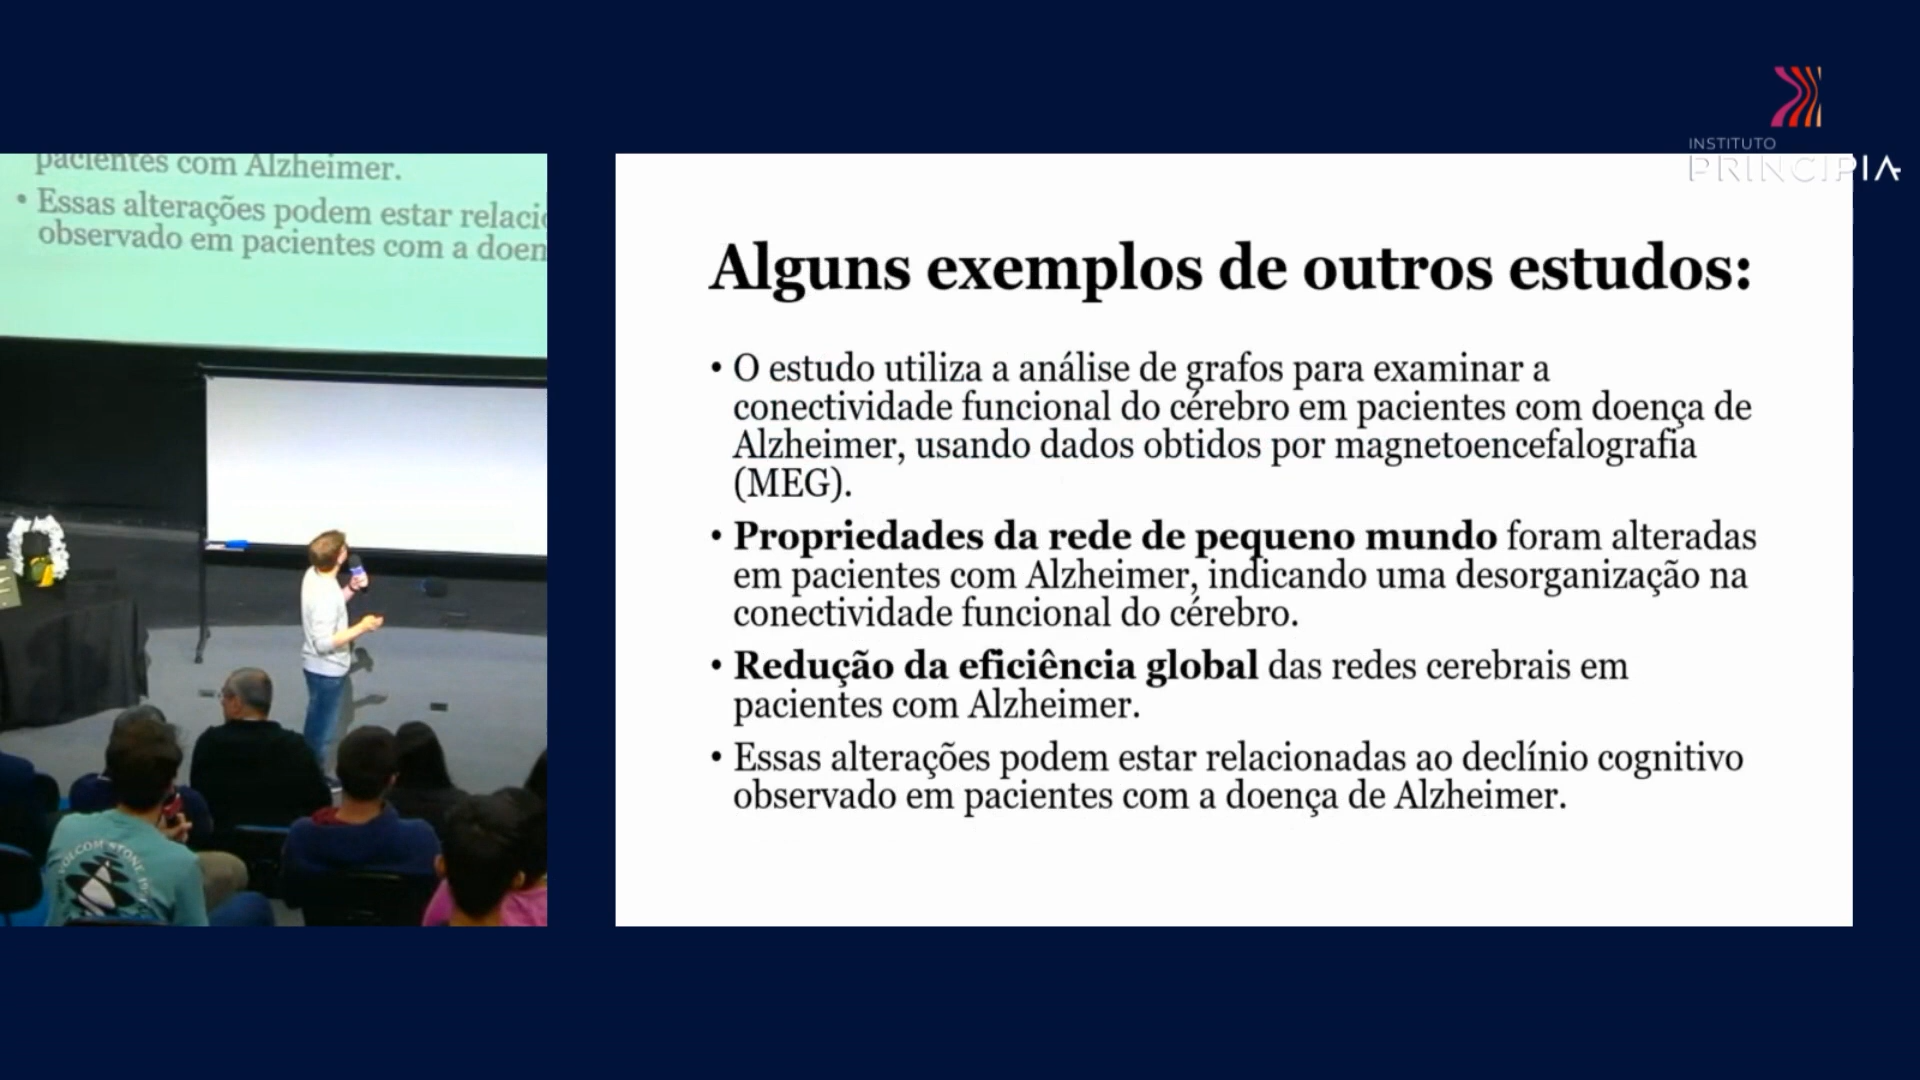 INSTITUTO
PRINCIPIA
pacientes com Alzheimer.
• Essas alterações podem estar
observado em pacientes com a
VOLCOM STONE
Alguns exemplos de outros estudos:
• O estudo utiliza a análise de grafos para examinar a
conectividade funcional do cérebro em pacientes com doença de
Alzheimer, usando dados obtidos por magnetoencefalografia
(MEG).
• Propriedades da rede de pequeno mundo foram alteradas
em pacientes com Alzheimer, indicando uma desorganização na
conectividade funcional do cérebro.
• Redução da eficiência global das redes cerebrais em
pacientes com Alzheimer.
• Essas alterações podem estar relacionadas ao declínio cognitivo
observado em pacientes com a doença de Alzheimer.